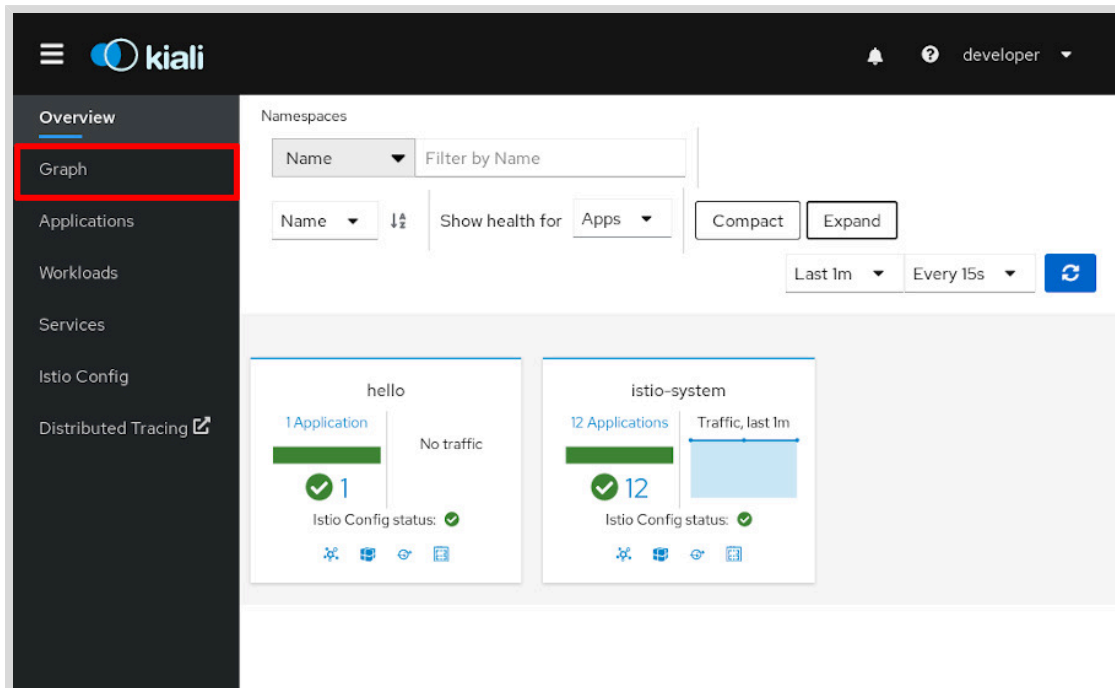 kiali
developer
Overview
Graph
Applications
Workloads
Services
Istio Config
Distributed Tracing
Namespaces
Name Filter by Name
Name Show health for Apps Compact Expand
Last 1m Every 15s
hello
1 Application
No traffic
1
Istio Config status:
istio-system
12 Applications Traffic, last 1m
12
Istio Config status: